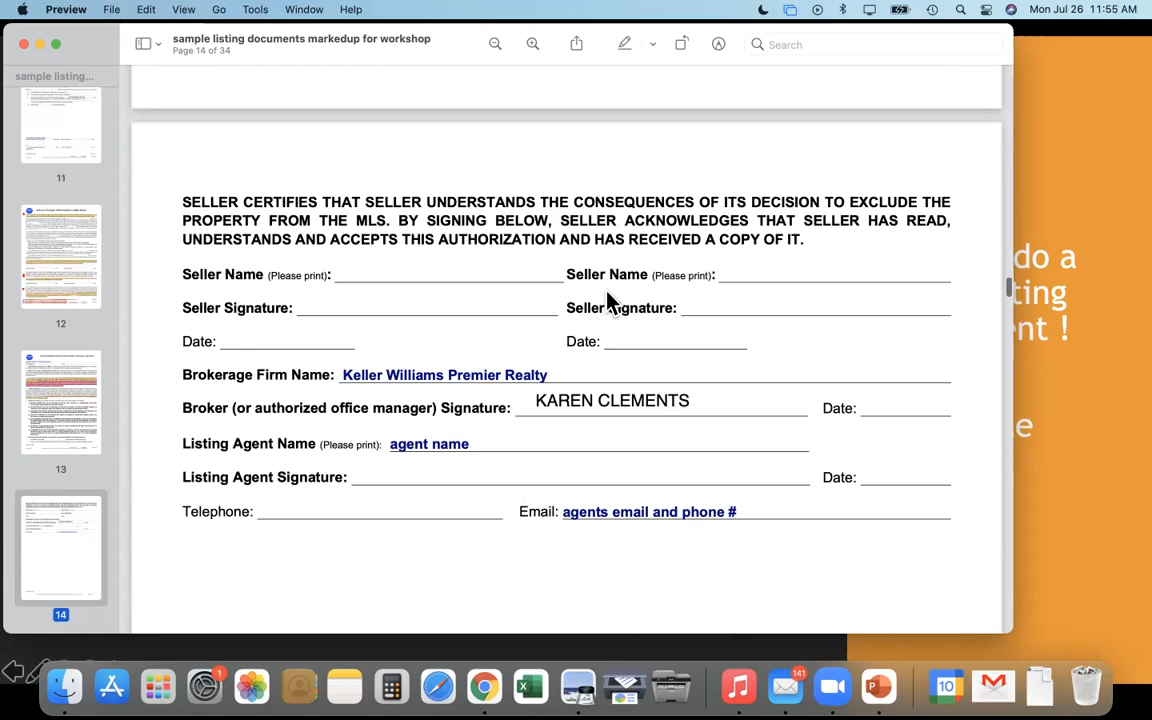 Preview File Edit View Go Tools Window Help
Mon Jul 26 11:55 AM
sample listing documents markedup for workshop
Page 14 of 34
Search
sample listing...
11
12
13
14
SELLER CERTIFIES THAT SELLER UNDERSTANDS THE CONSEQUENCES OF ITS DECISION TO EXCLUDE THE
PROPERTY FROM THE MLS. BY SIGNING BELOW, SELLER ACKNOWLEDGES THAT SELLER HAS READ,
UNDERSTANDS AND ACCEPTS THIS AUTHORIZATION AND HAS RECEIVED A COPY OF IT.
Seller Name (Please print): Seller Name (Please print):
Seller Signature: Seller Signature:
Date: Date:
Brokerage Firm Name: Keller Williams Premier Realty
Broker (or authorized office manager) Signature: KAREN CLEMENTS Date:
Listing Agent Name (Please print): agent name
Listing Agent Signature: Date:
Telephone: Email: agents email and phone #
do a
ting
nt !
e
1
141
10